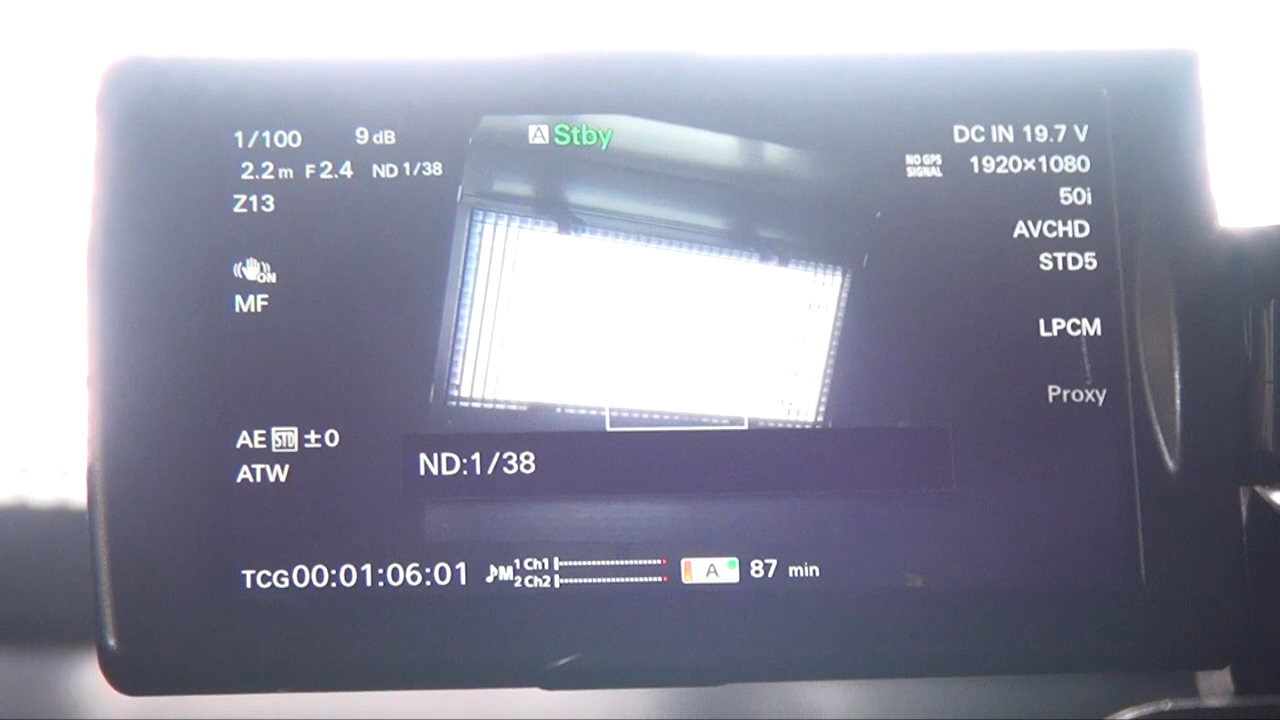 1/100 9 dB
A Stby
DC IN 19.7 V
2.2 m F 2.4 ND 1/38
NO GPS SIGNAL
1920×1080
Z13
50i
AVCHD
STD5
ON
MF
LPCM
Proxy
AE STD ±0
ATW
ND:1/38
TCG00:01:06:01
M 1 Ch1
2 Ch2
A 87 min